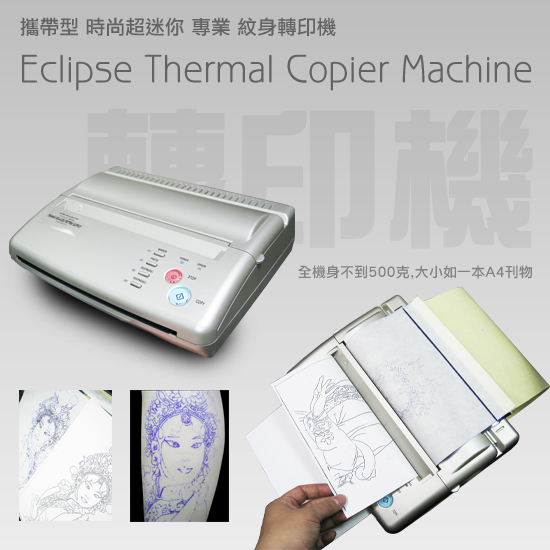 攜帶型 時尚超迷你 專業 紋身轉印機
Eclipse Thermal Copier Machine
轉印機
全機身不到500克,大小如一本A4刊物
STOP
COPY